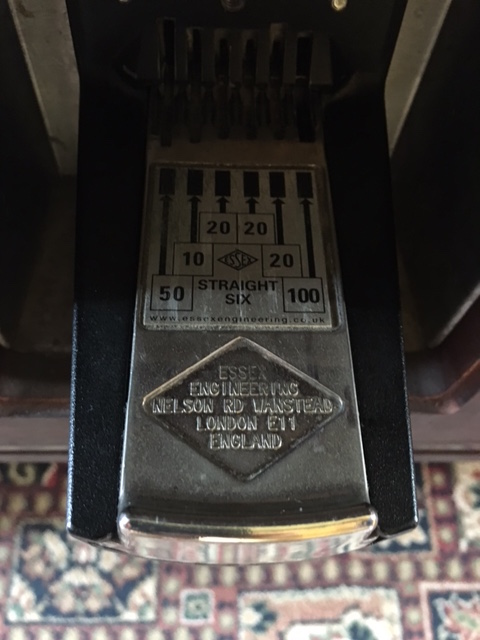 20 20
10 ESSEX 20
50 STRAIGHT SIX 100
www.essexengineering.co.uk
ESSEX
ENGINEERING
NELSON RD WANSTEAD
LONDON E11
ENGLAND